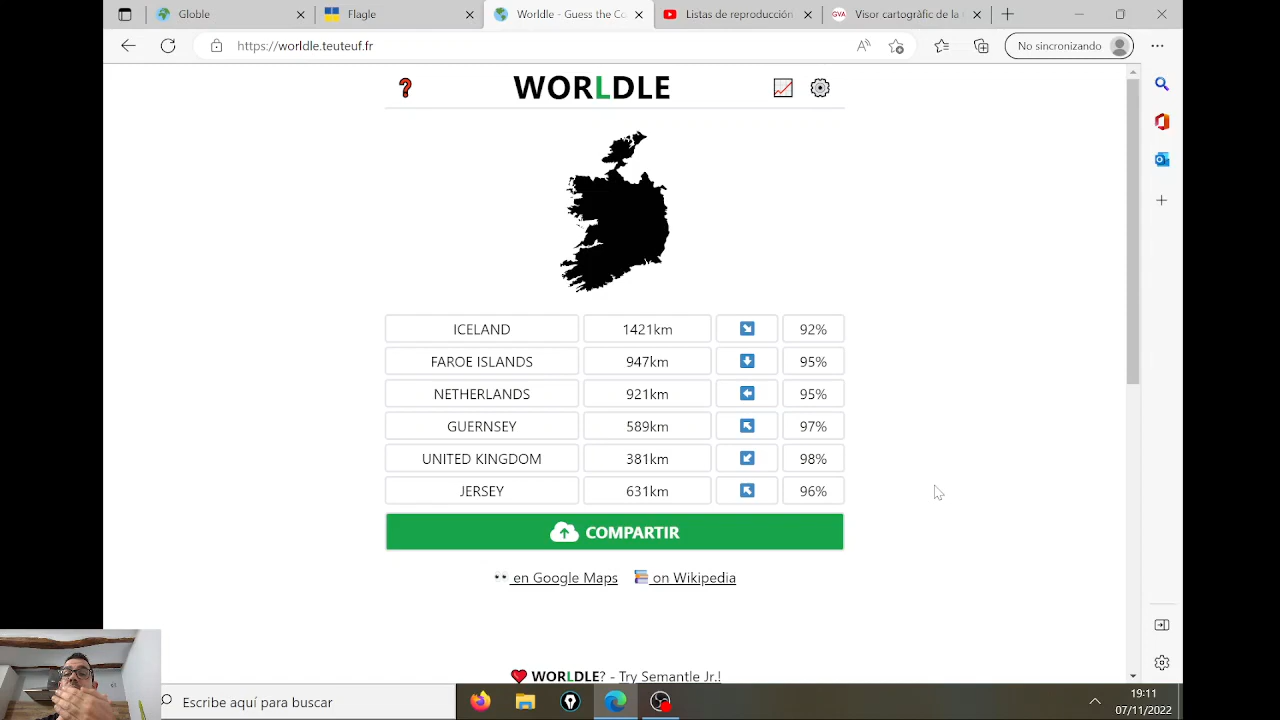 Globle
Flagle
Worldle - Guess the Co
Listas de reproducción
GVA
Visor cartogràfic de la
https://worldle.teuteuf.fr
No sincronizando
WORLDLE
ICELAND 1421km 92%
FAROE ISLANDS 947km 95%
NETHERLANDS 921km 95%
GUERNSEY 589km 97%
UNITED KINGDOM 381km 98%
JERSEY 631km 96%
COMPARTIR
en Google Maps on Wikipedia
WORLDLE? - Try Semantle Jr.!
Escribe aquí para buscar
19:11
07/11/2022